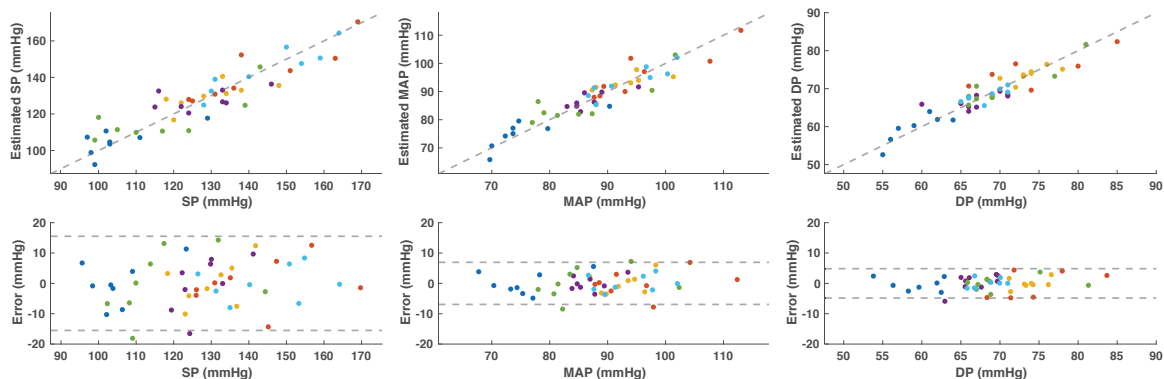 Estimated SP (mmHg)
160
140
120
100
90 100 110 120 130 140 150 160 170
SP (mmHg)
Estimated MAP (mmHg)
110
100
90
80
70
70 80 90 100 110
MAP (mmHg)
Estimated DP (mmHg)
90
80
70
60
50
50 55 60 65 70 75 80 85 90
DP (mmHg)
Error (mmHg)
20
10
0
-10
-20
90 100 110 120 130 140 150 160 170
SP (mmHg)
Error (mmHg)
20
10
0
-10
-20
70 80 90 100 110
MAP (mmHg)
Error (mmHg)
20
10
0
-10
-20
50 55 60 65 70 75 80 85 90
DP (mmHg)